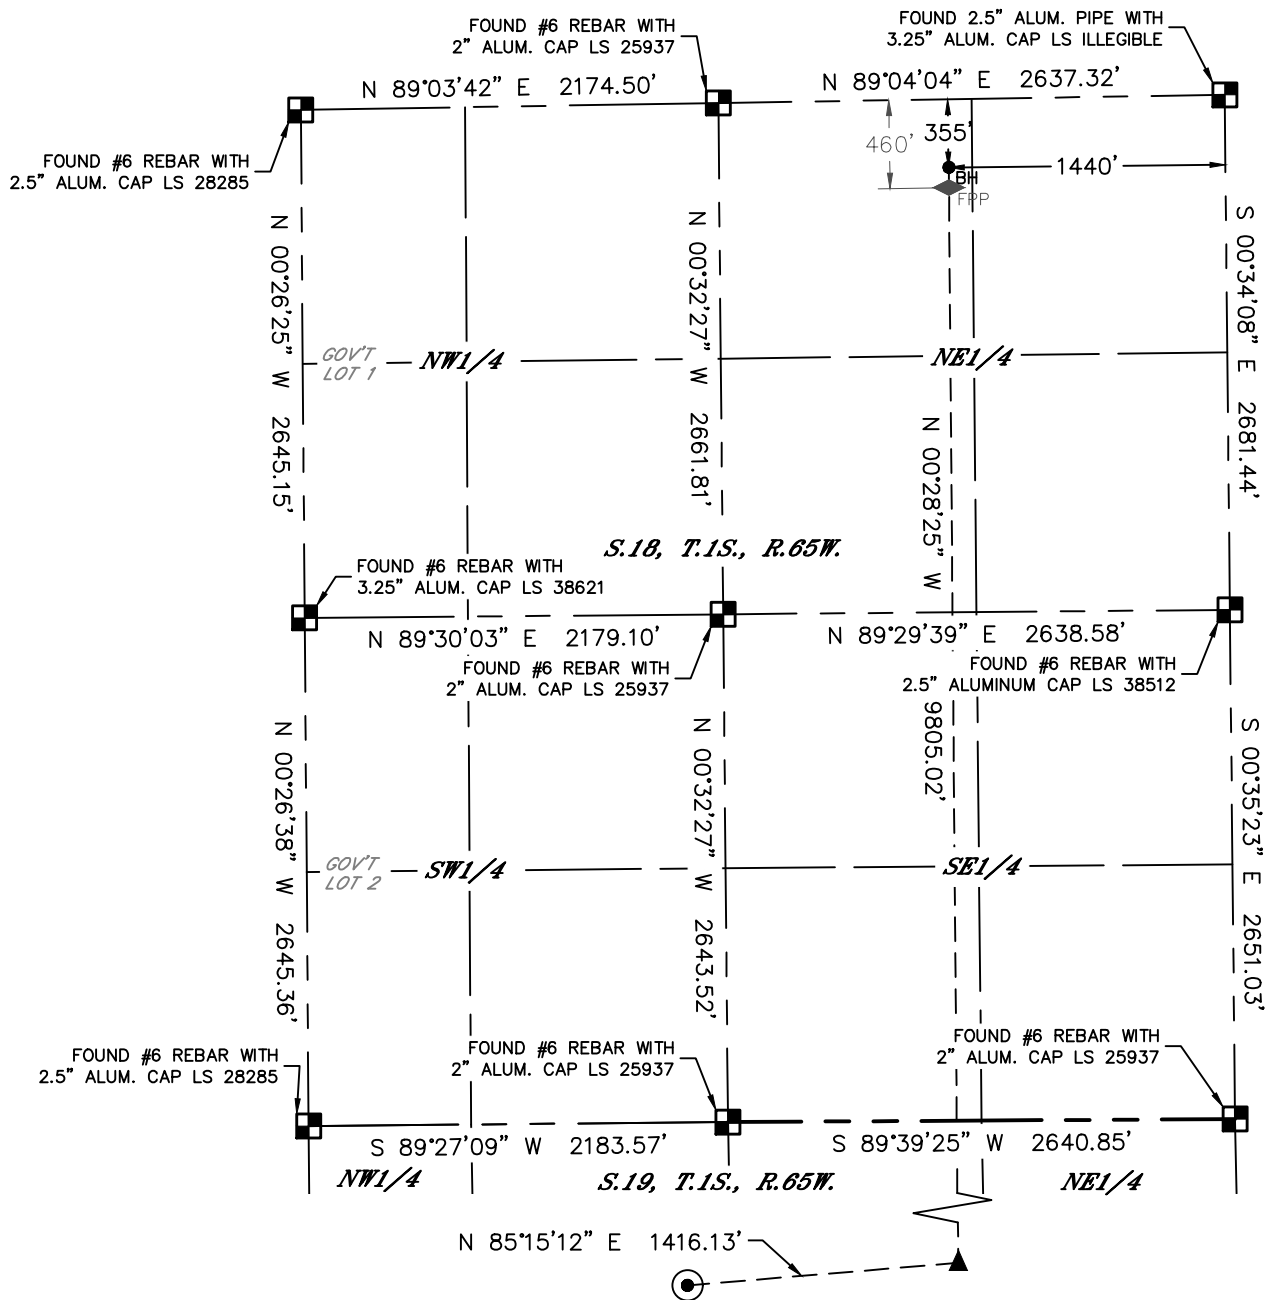 FOUND #6 REBAR WITH
2" ALUM. CAP LS 25937
FOUND 2.5" ALUM. PIPE WITH
3.25" ALUM. CAP LS ILLEGIBLE
N 89°03'42" E 2174.50'
N 89°04'04" E 2637.32'
FOUND #6 REBAR WITH
2.5" ALUM. CAP LS 28285
460'
355'
1440'
BH
FPP
N 00°26'25" W 2645.15'
N 00°32'27" W 2661.81'
S 00°34'08" E 2681.44'
GOV'T
LOT 1
NW1/4
NE1/4
N 00°28'25" W 9805.02'
S.18, T.1S., R.65W.
FOUND #6 REBAR WITH
3.25" ALUM. CAP LS 38621
N 89°30'03" E 2179.10'
N 89°29'39" E 2638.58'
FOUND #6 REBAR WITH
2" ALUM. CAP LS 25937
FOUND #6 REBAR WITH
2.5" ALUMINUM CAP LS 38512
N 00°26'38" W 2645.36'
N 00°32'27" W 2643.52'
S 00°35'23" E 2651.03'
GOV'T
LOT 2
SW1/4
SE1/4
FOUND #6 REBAR WITH
2.5" ALUM. CAP LS 28285
FOUND #6 REBAR WITH
2" ALUM. CAP LS 25937
FOUND #6 REBAR WITH
2" ALUM. CAP LS 25937
S 89°27'09" W 2183.57'
S 89°39'25" W 2640.85'
NW1/4
S.19, T.1S., R.65W.
NE1/4
N 85°15'12" E 1416.13'